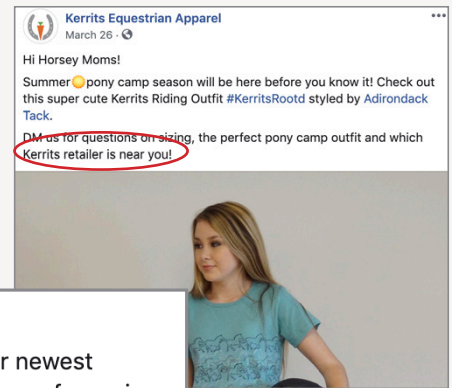 Kerrits Equestrian Apparel
March 26 ·
Hi Horsey Moms!
Summer pony camp season will be here before you know it! Check out
this super cute Kerrits Riding Outfit #KerritsRootd styled by Adirondack
Tack.
DM us for questions on sizing, the perfect pony camp outfit and which
Kerrits retailer is near you!
r newest